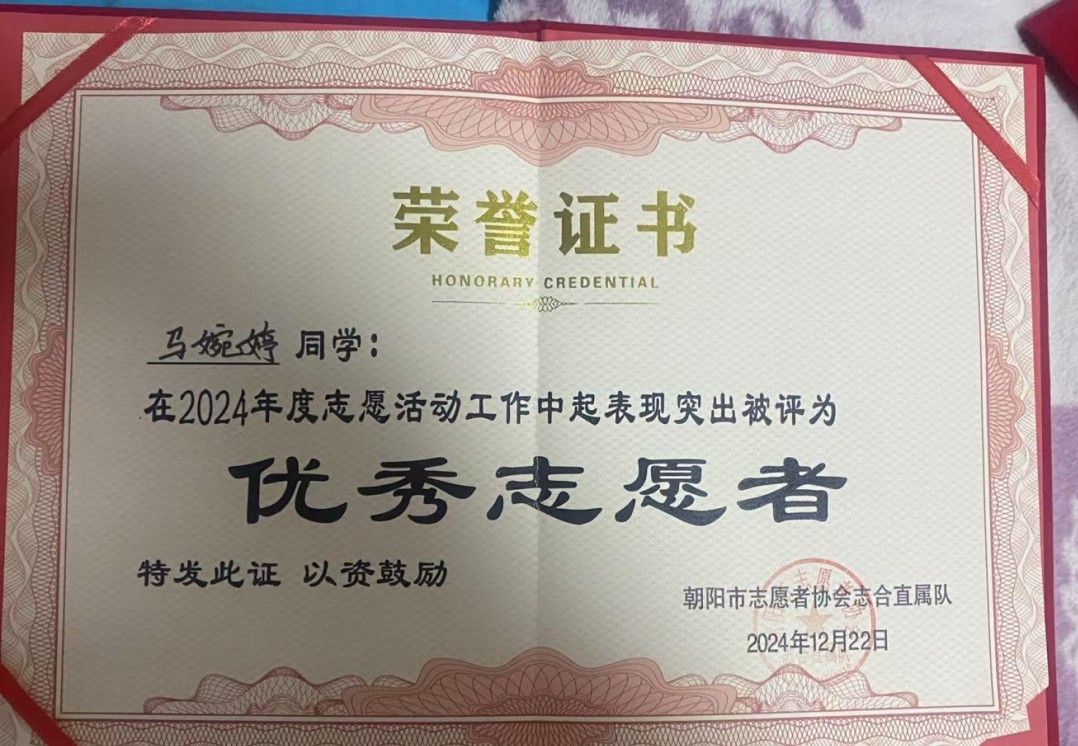 荣誉证书
HONORARY CREDENTIAL
马婉婷 同学：
在2024年度志愿活动工作中起表现突出被评为
优秀志愿者
特发此证 以资鼓励
朝阳市志愿者协会志合直属队
2024年12月22日